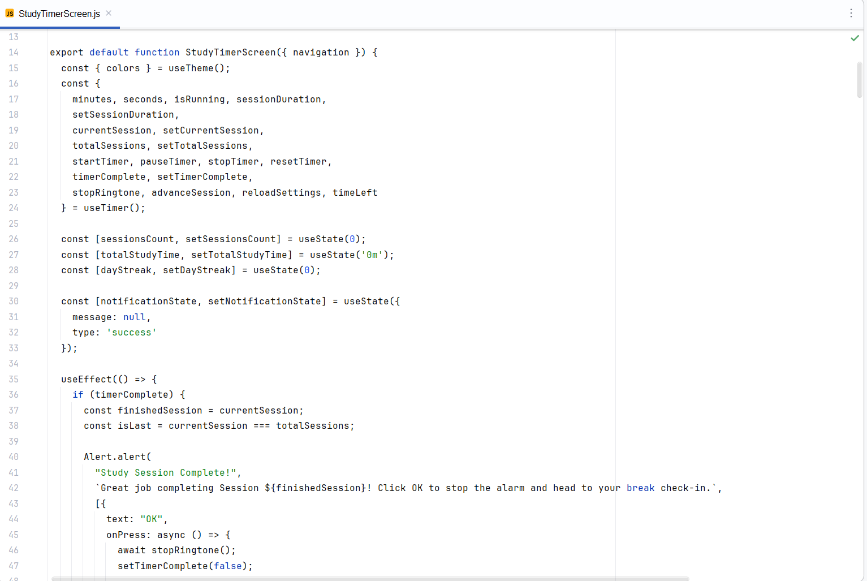 JS StudyTimerScreen.js ×
13
14 export default function StudyTimerScreen({ navigation }) {
15   const { colors } = useTheme();
16   const {
17     minutes, seconds, isRunning, sessionDuration,
18     setSessionDuration,
19     currentSession, setCurrentSession,
20     totalSessions, setTotalSessions,
21     startTimer, pauseTimer, stopTimer, resetTimer,
22     timerComplete, setTimerComplete,
23     stopRingtone, advanceSession, reloadSettings, timeLeft
24   } = useTimer();
25
26   const [sessionsCount, setSessionsCount] = useState(0);
27   const [totalStudyTime, setTotalStudyTime] = useState('0m');
28   const [dayStreak, setDayStreak] = useState(0);
29
30   const [notificationState, setNotificationState] = useState({
31     message: null,
32     type: 'success'
33   });
34
35   useEffect(() => {
36     if (timerComplete) {
37       const finishedSession = currentSession;
38       const isLast = currentSession === totalSessions;
39
40       Alert.alert(
41         "Study Session Complete!",
42         `Great job completing Session ${finishedSession}! Click OK to stop the alarm and head to your break check-in.`,
43         [{
44           text: "OK",
45           onPress: async () => {
46             await stopRingtone();
47             setTimerComplete(false);